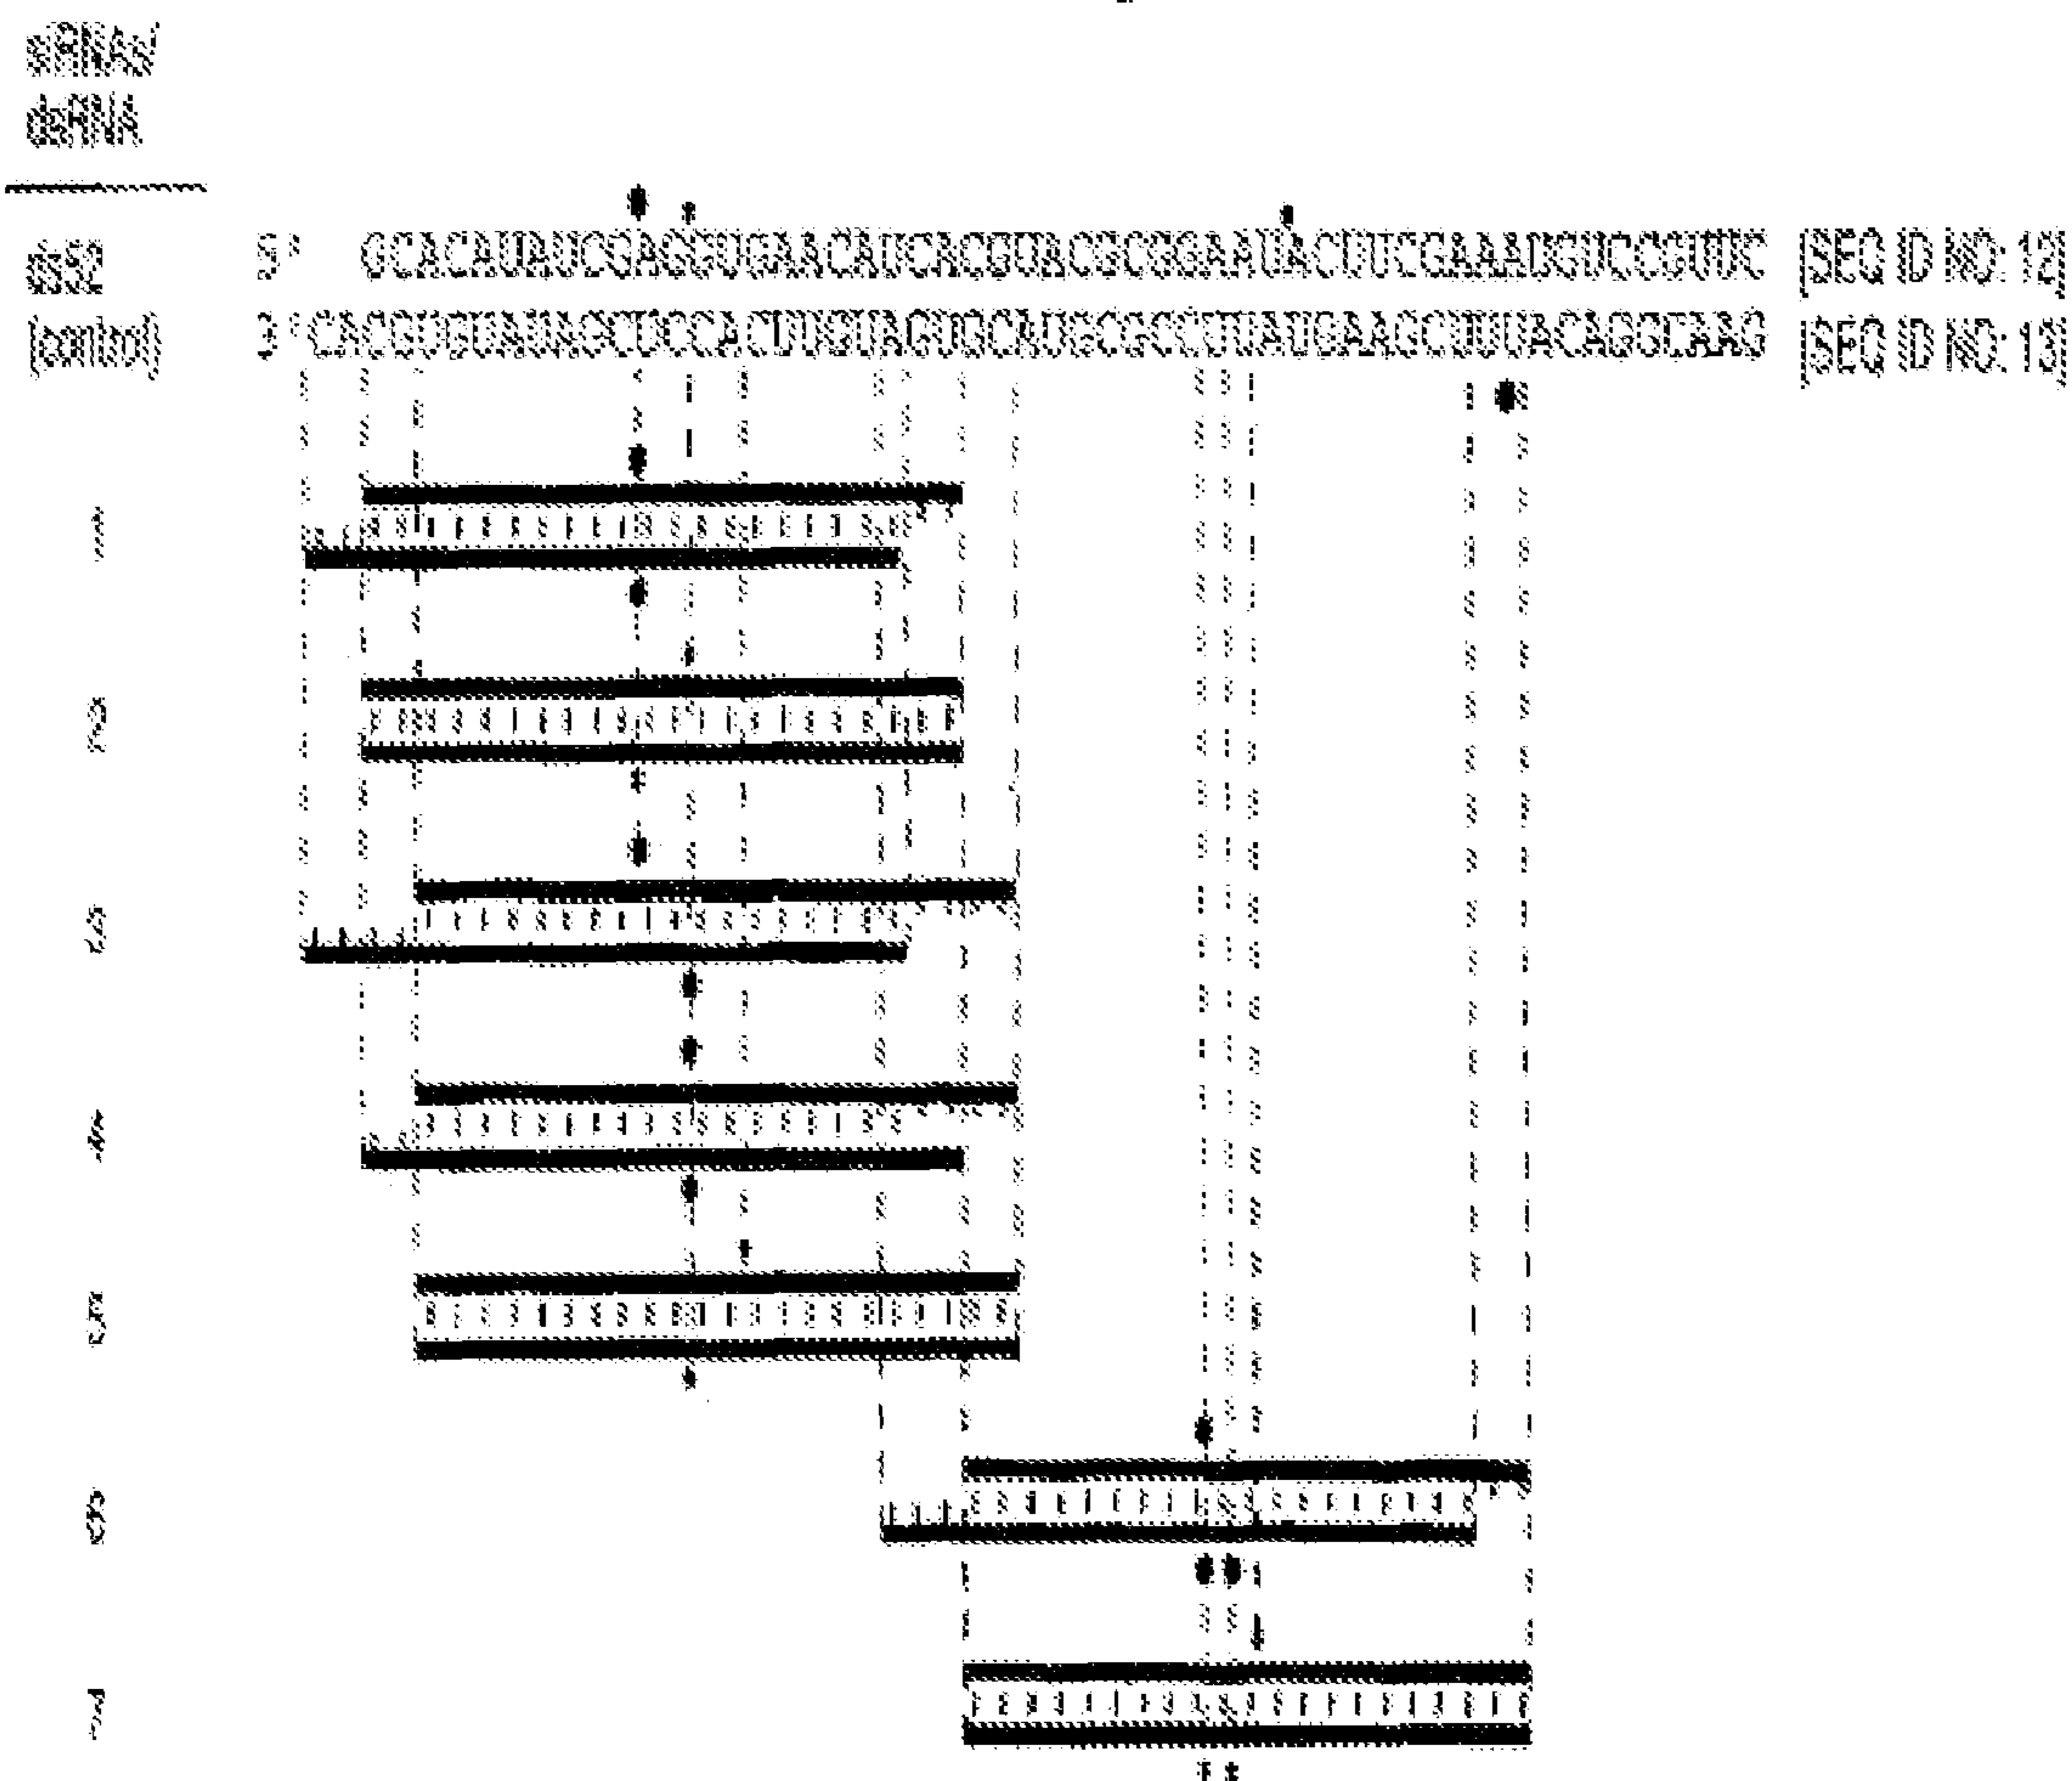 siRNAs/
dsRNA
ds52 5' GCACAUAUCGAGGUGAACAUCACGUACGCGGAAUACUUCGAAAUGUCCGUUC [SEQ ID NO: 12]
(control) 3' CACGUGUAUAGCUCCACUUGUAGUGCAUGCGCCUUAUGAAGCUUUACAGGCAAG [SEQ ID NO: 13]
1
2
3
4
5
6
7